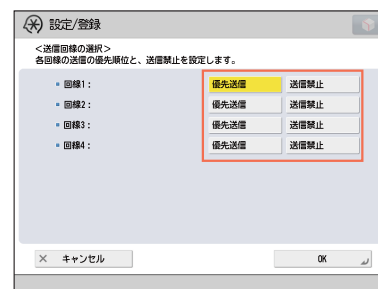 設定/登録
<送信回線の選択>
各回線の送信の優先順位と、送信禁止を設定します。
回線1: 優先送信 送信禁止
回線2: 優先送信 送信禁止
回線3: 優先送信 送信禁止
回線4: 優先送信 送信禁止
× キャンセル OK